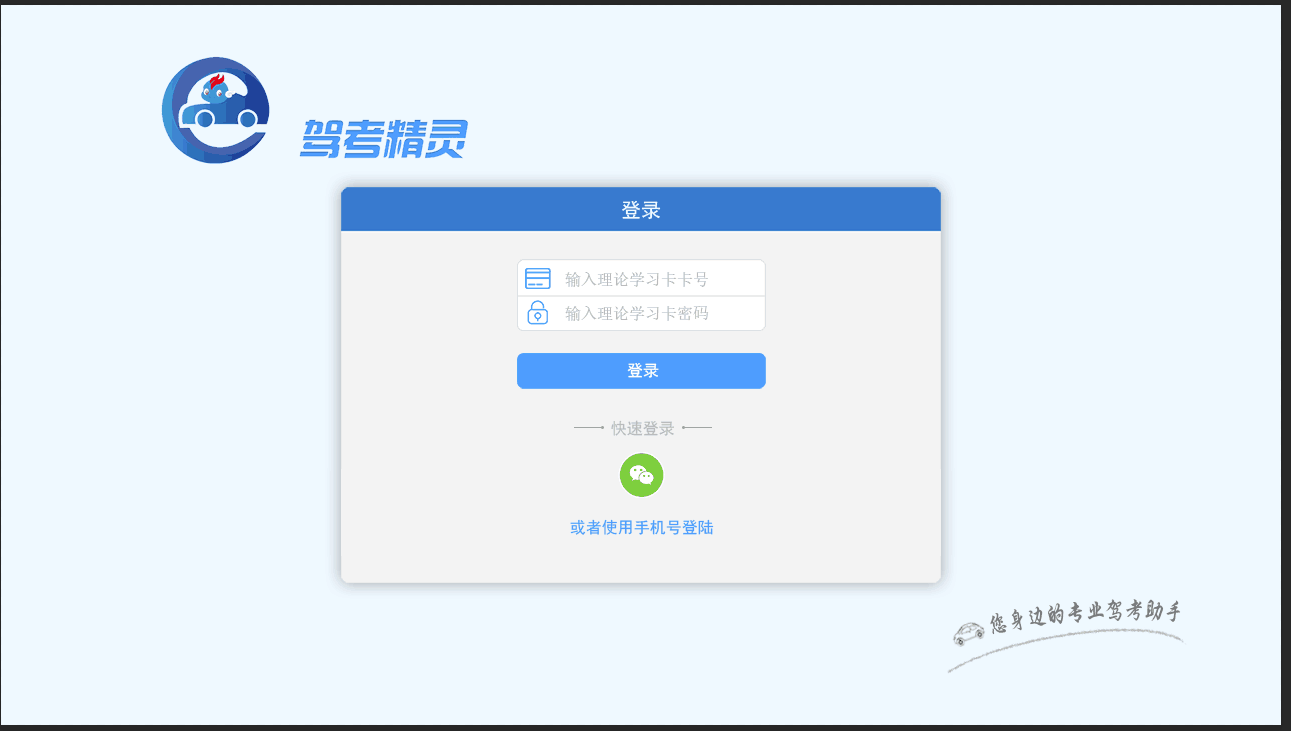 驾考精灵
登录
输入理论学习卡卡号
输入理论学习卡密码
登录
快速登录
或者使用手机号登陆
您身边的专业驾考助手